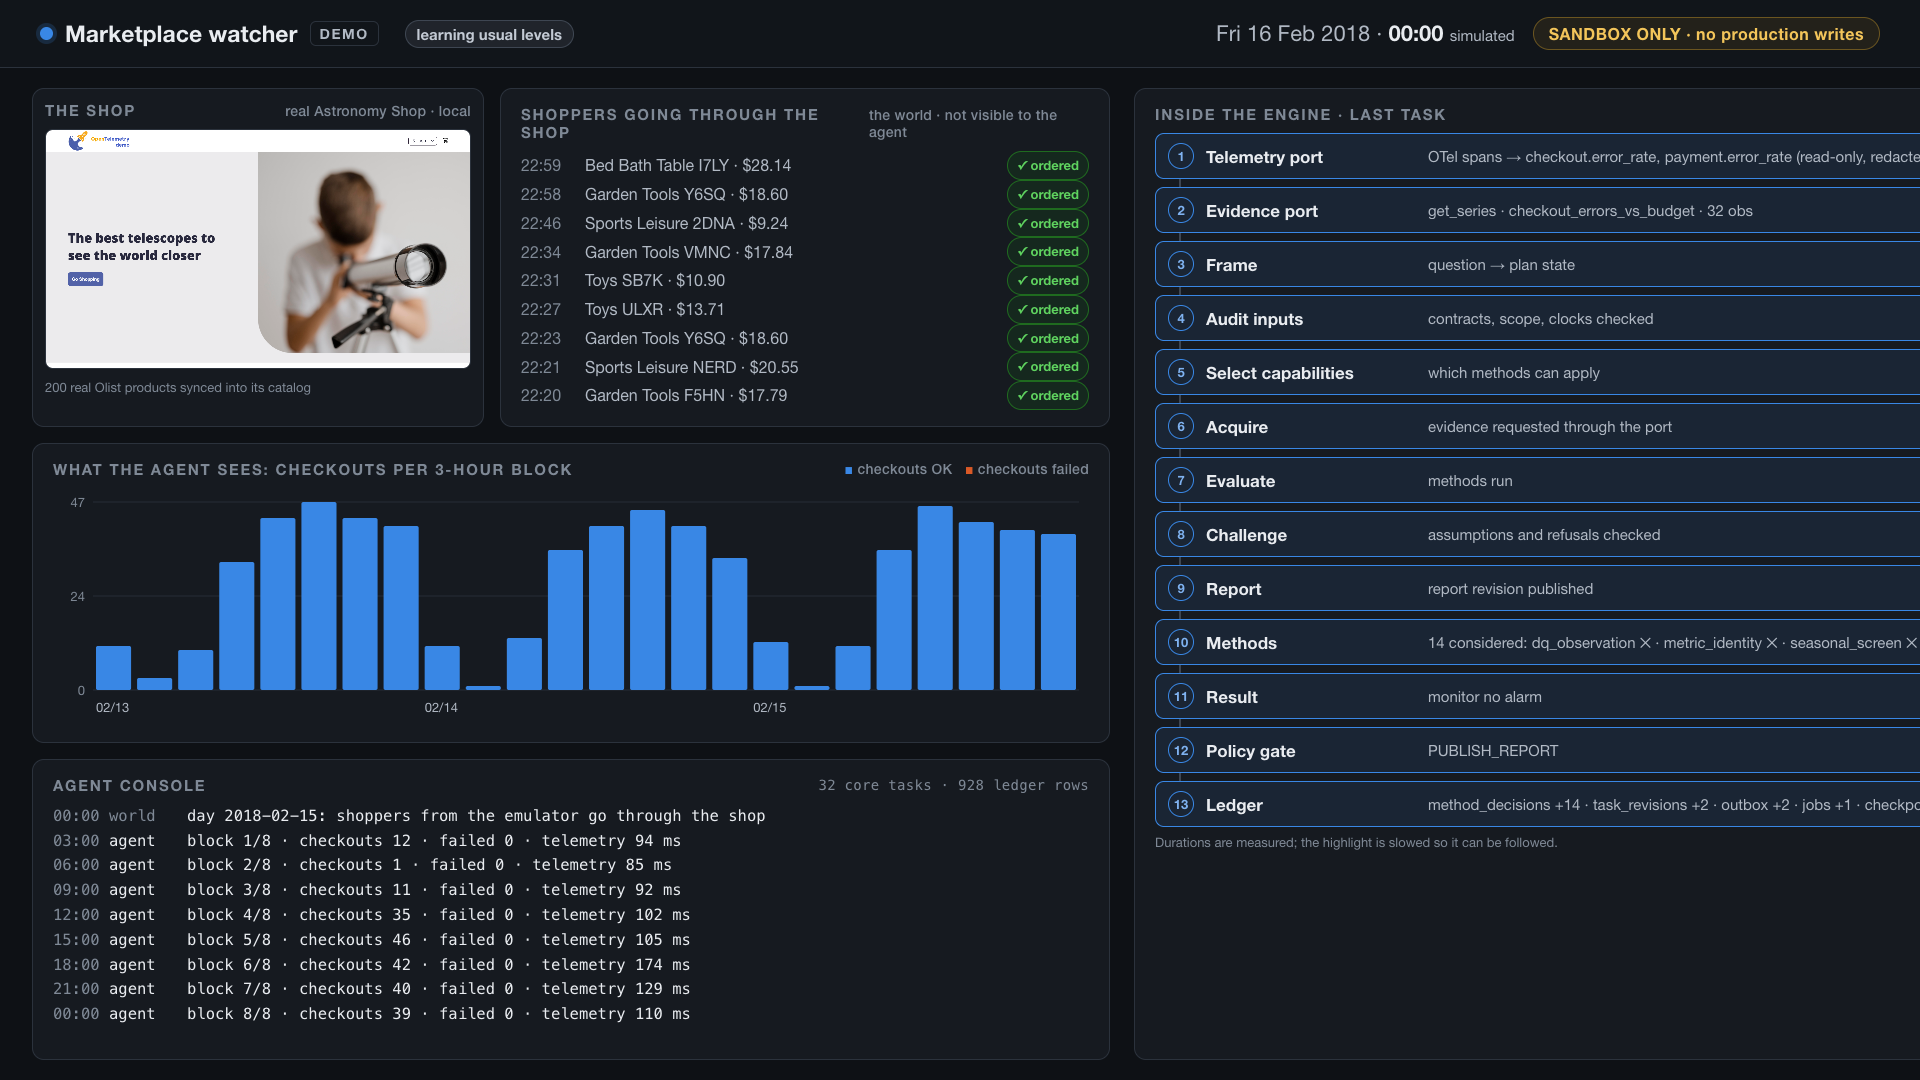 Marketplace watcher DEMO learning usual levels
Fri 16 Feb 2018 · 00:00 simulated SANDBOX ONLY · no production writes
THE SHOP real Astronomy Shop · local
OpenTelemetry
demo
The best telescopes to
see the world closer
Go Shopping
200 real Olist products synced into its catalog
SHOPPERS GOING THROUGH THE
SHOP
the world · not visible to the
agent
22:59 Bed Bath Table I7LY · $28.14 ✓ ordered
22:58 Garden Tools Y6SQ · $18.60 ✓ ordered
22:46 Sports Leisure 2DNA · $9.24 ✓ ordered
22:34 Garden Tools VMNC · $17.84 ✓ ordered
22:31 Toys SB7K · $10.90 ✓ ordered
22:27 Toys ULXR · $13.71 ✓ ordered
22:23 Garden Tools Y6SQ · $18.60 ✓ ordered
22:21 Sports Leisure NERD · $20.55 ✓ ordered
22:20 Garden Tools F5HN · $17.79 ✓ ordered
WHAT THE AGENT SEES: CHECKOUTS PER 3-HOUR BLOCK
checkouts OK checkouts failed
47
24
0
02/13 02/14 02/15
AGENT CONSOLE 32 core tasks · 928 ledger rows
00:00 world day 2018-02-15: shoppers from the emulator go through the shop
03:00 agent block 1/8 · checkouts 12 · failed 0 · telemetry 94 ms
06:00 agent block 2/8 · checkouts 1 · failed 0 · telemetry 85 ms
09:00 agent block 3/8 · checkouts 11 · failed 0 · telemetry 92 ms
12:00 agent block 4/8 · checkouts 35 · failed 0 · telemetry 102 ms
15:00 agent block 5/8 · checkouts 46 · failed 0 · telemetry 105 ms
18:00 agent block 6/8 · checkouts 42 · failed 0 · telemetry 174 ms
21:00 agent block 7/8 · checkouts 40 · failed 0 · telemetry 129 ms
00:00 agent block 8/8 · checkouts 39 · failed 0 · telemetry 110 ms
INSIDE THE ENGINE · LAST TASK
1 Telemetry port OTel spans → checkout.error_rate, payment.error_rate (read-only, redacte
2 Evidence port get_series · checkout_errors_vs_budget · 32 obs
3 Frame question → plan state
4 Audit inputs contracts, scope, clocks checked
5 Select capabilities which methods can apply
6 Acquire evidence requested through the port
7 Evaluate methods run
8 Challenge assumptions and refusals checked
9 Report report revision published
10 Methods 14 considered: dq_observation ✕ · metric_identity ✕ · seasonal_screen ✕
11 Result monitor no alarm
12 Policy gate PUBLISH_REPORT
13 Ledger method_decisions +14 · task_revisions +2 · outbox +2 · jobs +1 · checkpo
Durations are measured; the highlight is slowed so it can be followed.